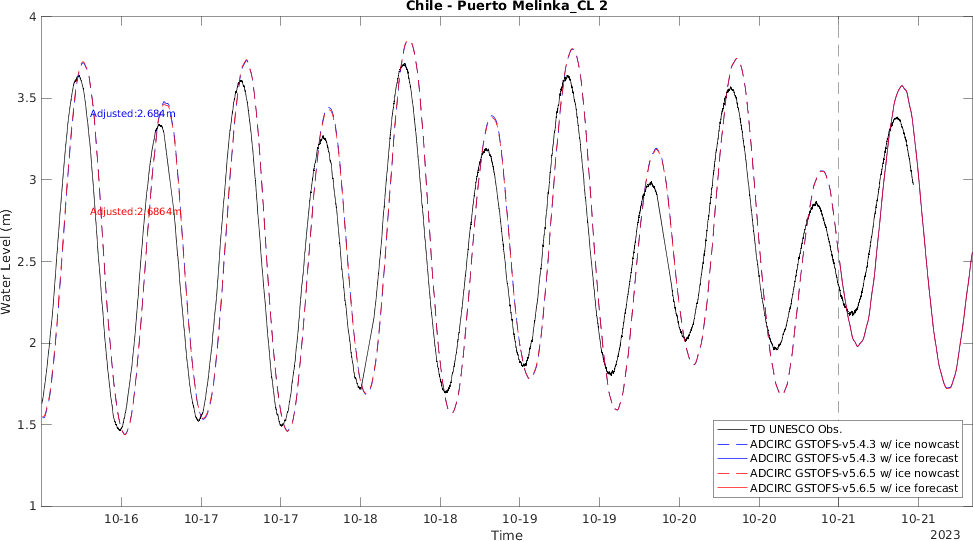 Chile - Puerto Melinka_CL 2
4
3.5
3
2.5
2
1.5
1
Water Level (m)
Adjusted:2.684m
Adjusted:2.6864m
TD UNESCO Obs.
ADCIRC GSTOFS-v5.4.3 w/ ice nowcast
ADCIRC GSTOFS-v5.4.3 w/ ice forecast
ADCIRC GSTOFS-v5.6.5 w/ ice nowcast
ADCIRC GSTOFS-v5.6.5 w/ ice forecast
10-16 10-17 10-17 10-18 10-18 10-19 10-19 10-20 10-20 10-21 10-21
Time
2023